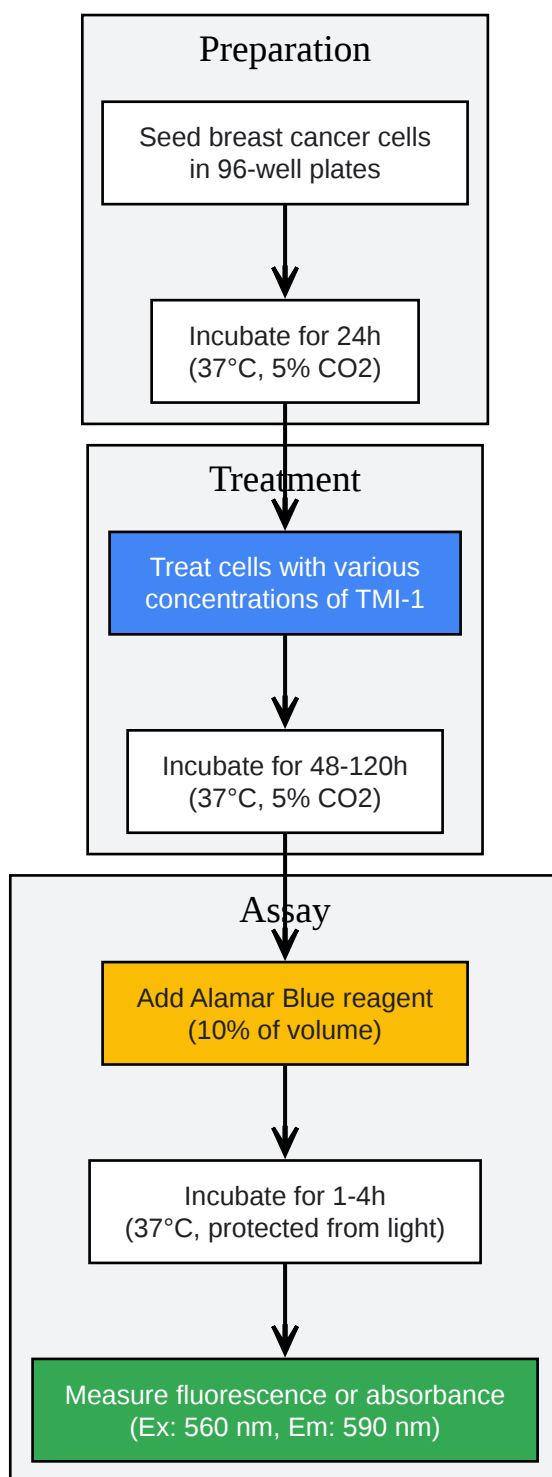 Preparation
Seed breast cancer cells
in 96-well plates
Incubate for 24h
(37°C, 5% CO2)
Treatment
Treat cells with various
concentrations of TMI-1
Incubate for 48-120h
(37°C, 5% CO2)
Assay
Add Alamar Blue reagent
(10% of volume)
Incubate for 1-4h
(37°C, protected from light)
Measure fluorescence or absorbance
(Ex: 560 nm, Em: 590 nm)